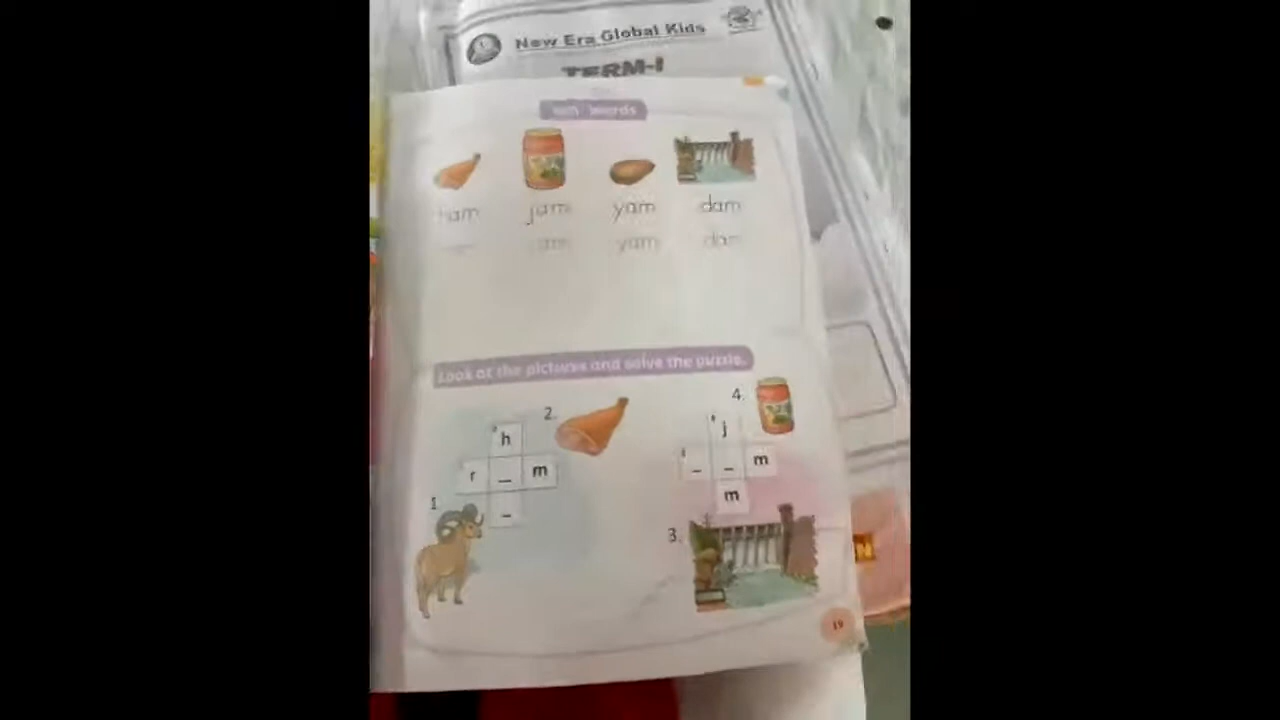 New Era Global Kids
TERM-I
words
ham jam yam dam
yam dam
Look at the pictures and solve the puzzle.
2. 4.
h j
r _ m _ _ m
_ m
1 3.
19